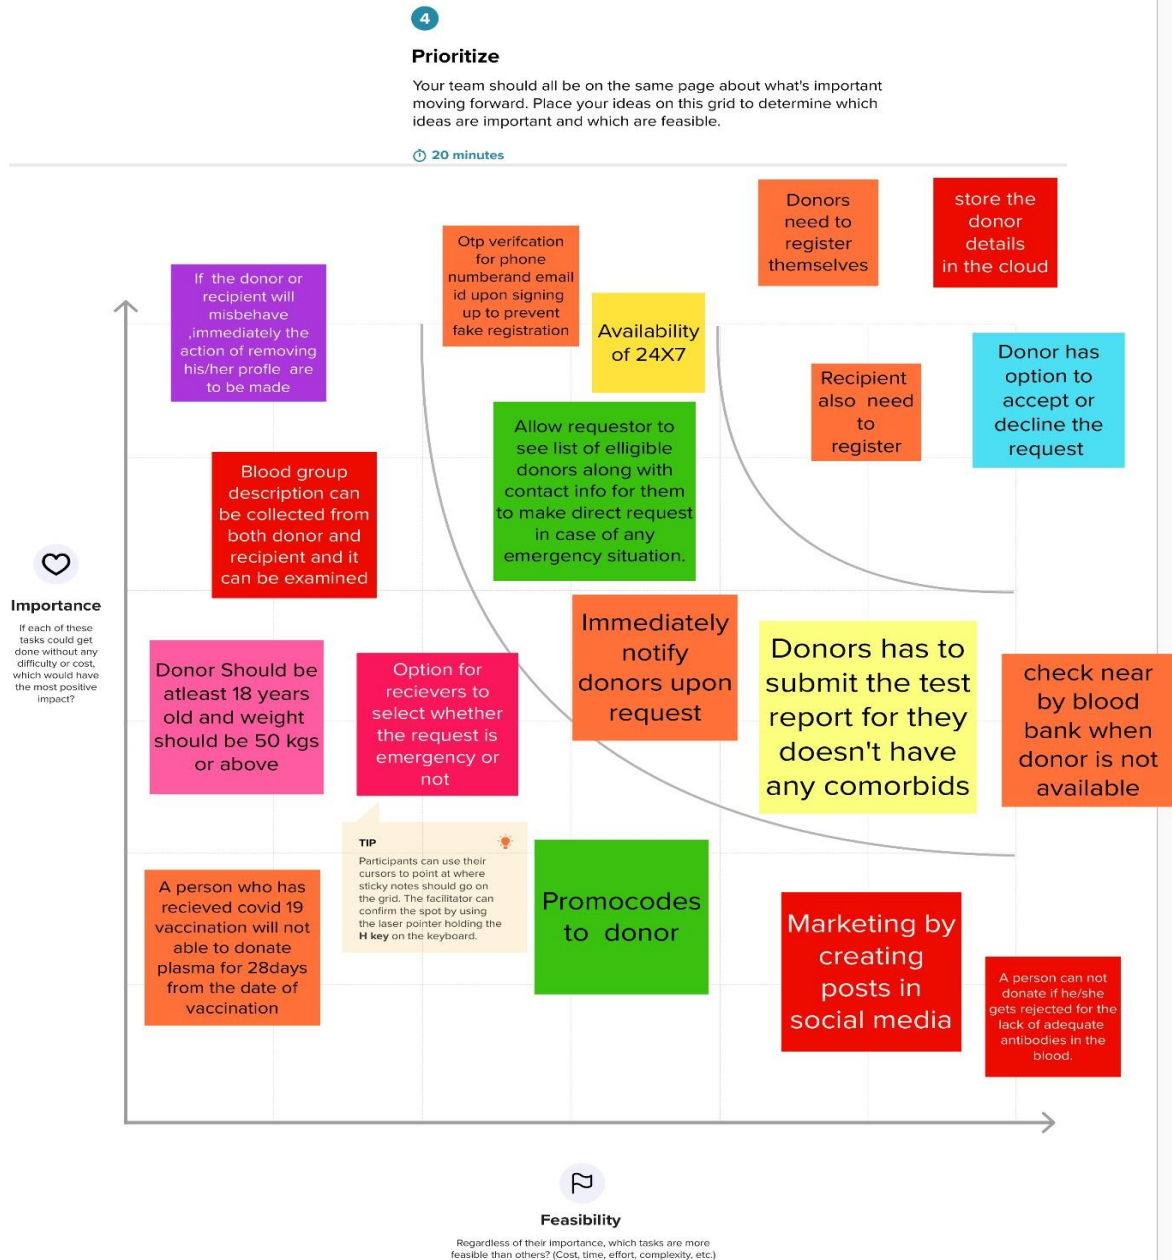 4
Prioritize
Your team should all be on the same page about what's important
moving forward. Place your ideas on this grid to determine which
ideas are important and which are feasible.
20 minutes
Donors
need to
register
themselves
store the
donor
details
in the cloud
Otp verifcation
for phone
numberand email
id upon signing
up to prevent
fake registration
If the donor or
recipient will
misbehave
,immediately the
action of removing
his/her profle are
to be made
Availability
of 24X7
Donor has
option to
accept or
decline the
request
Recipient
also need
to
register
Allow requestor to
see list of elligible
donors along with
contact info for them
to make direct request
in case of any
emergency situation.
Blood group
description can
be collected from
both donor and
recipient and it
can be examined
Importance
If each of these
tasks could get
done without any
difficulty or cost,
which would have
the most positive
impact?
Immediately
notify
donors upon
request
Donors has to
submit the test
report for they
doesn't have
any comorbids
check near
by blood
bank when
donor is not
available
Donor Should be
atleast 18 years
old and weight
should be 50 kgs
or above
Option for
recievers to
select whether
the request is
emergency or
not
TIP
Participants can use their
cursors to point at where
sticky notes should go on
the grid. The facilitator can
confirm the spot by using
the laser pointer holding the
H key on the keyboard.
Promocodes
to donor
A person who has
recieved covid 19
vaccination will not
able to donate
plasma for 28days
from the date of
vaccination
Marketing by
creating
posts in
social media
A person can not
donate if he/she
gets rejected for the
lack of adequate
antibodies in the
blood.
Feasibility
Regardless of their importance, which tasks are more
feasible than others? (Cost, time, effort, complexity, etc.)